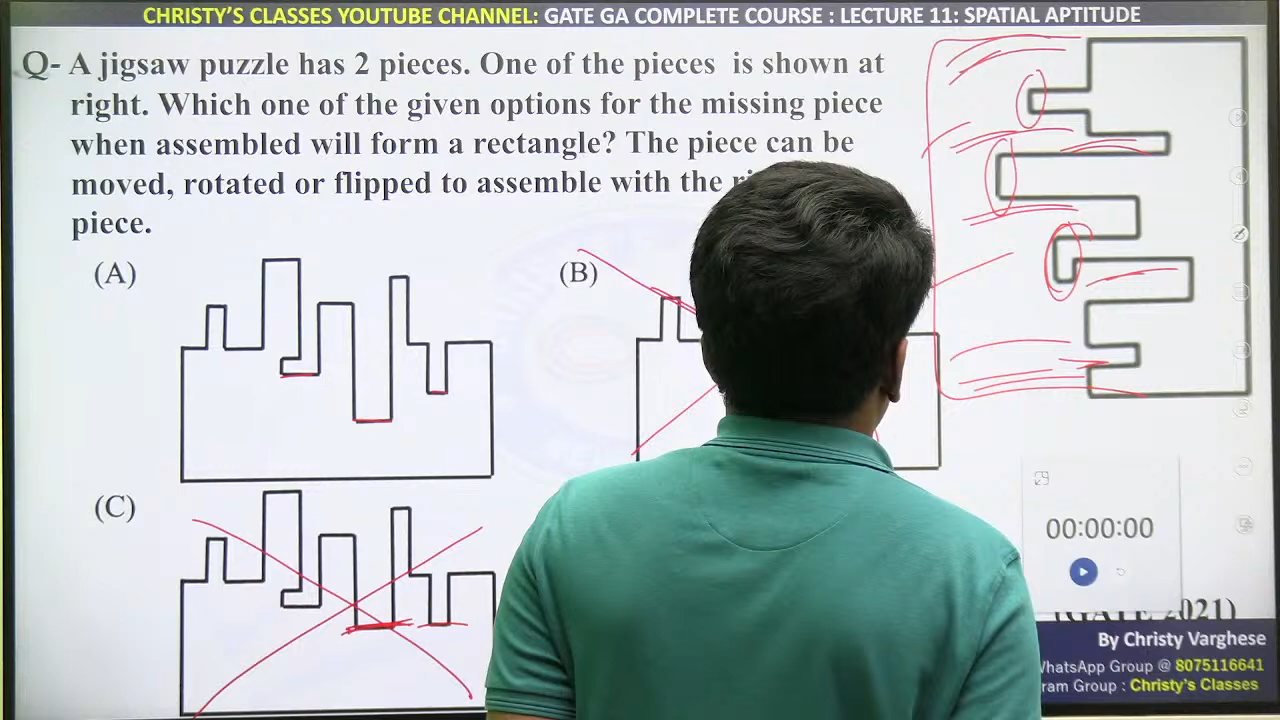 CHRISTY'S CLASSES YOUTUBE CHANNEL: GATE GA COMPLETE COURSE : LECTURE 11: SPATIAL APTITUDE
Q- A jigsaw puzzle has 2 pieces. One of the pieces is shown at
right. Which one of the given options for the missing piece
when assembled will form a rectangle? The piece can be
moved, rotated or flipped to assemble with the
piece.
(A)
(B)
(C)
00:00:00
(GATE 2021)
By Christy Varghese
WhatsApp Group @ 8075116641
ram Group : Christy's Classes